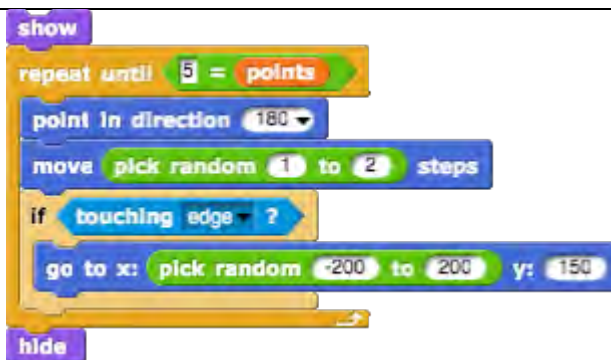 show
repeat until 5 = points
point in direction 180
move pick random 1 to 2 steps
if touching edge ?
go to x: pick random -200 to 200 y: 150
hide